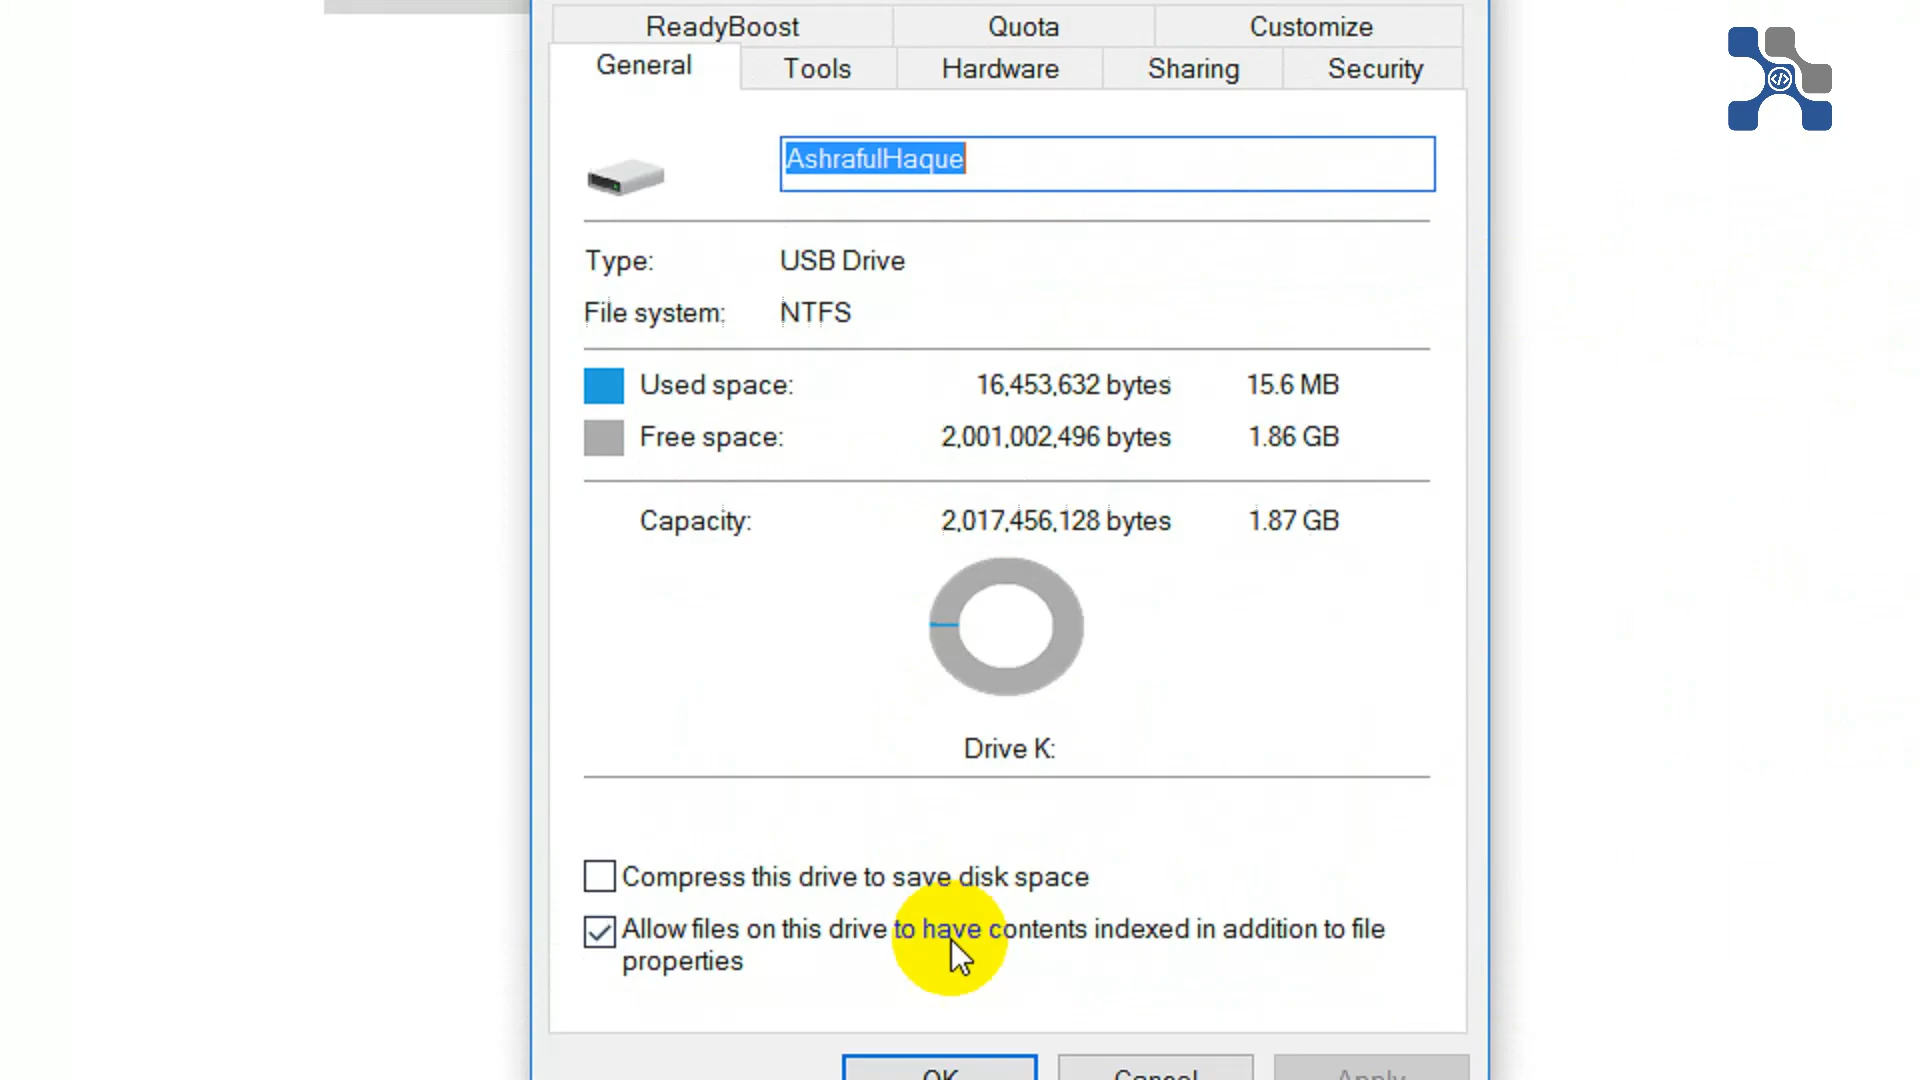 ReadyBoost Quota Customize
General Tools Hardware Sharing Security
</>
AshrafulHaque
Type: USB Drive
File system: NTFS
Used space: 16,453,632 bytes 15.6 MB
Free space: 2,001,002,496 bytes 1.86 GB
Capacity: 2,017,456,128 bytes 1.87 GB
Drive K:
Compress this drive to save disk space
Allow files on this drive to have contents indexed in addition to file
properties
OK Cancel Apply